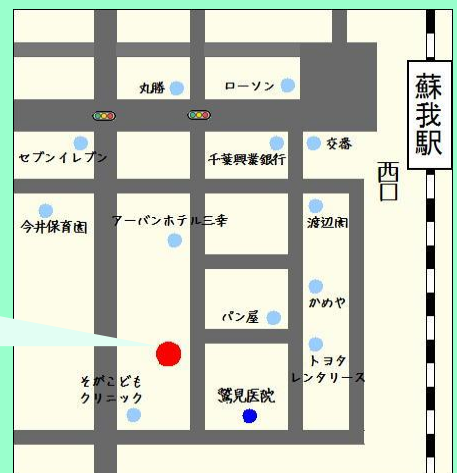 丸勝
ローソン
蘇我駅
セブンイレブン
千葉興業銀行
交番
西口
今井保育園
アーバンホテル三幸
渡辺閣
かめや
パン屋
トヨタ
レンタリース
そがこども
クリニック
鷲見医院